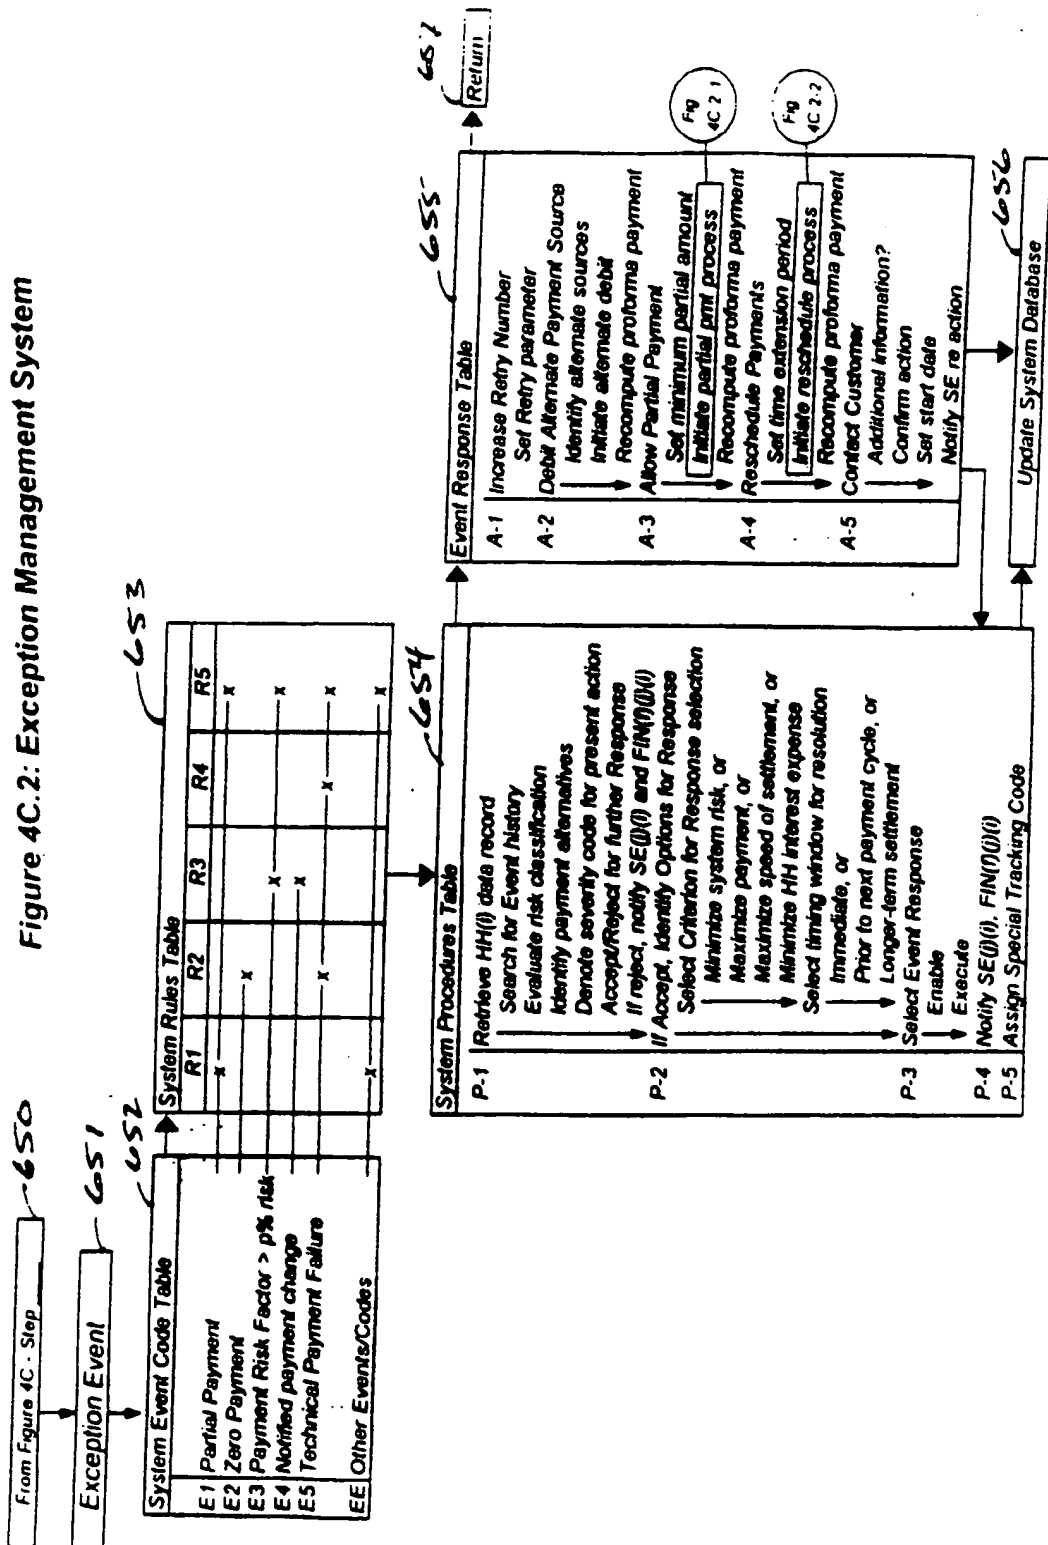 Figure 4C.2: Exception Management System
From Figure 4C - Step
650
Exception Event
651
System Event Code Table
652
E1 Partial Payment
E2 Zero Payment
E3 Payment Risk Factor > p% risk
E4 Notified payment change
E5 Technical Payment Failure
EE Other Events/Codes
System Rules Table
653
R1 R2 R3 R4 R5
x x
x
x x
x
x x x
x x
System Procedures Table
654
P-1 Retrieve HH(i) data record
Search for Event history
Evaluate risk classification
Identify payment alternatives
Denote severity code for present action
Accept/Reject for further Response
If reject, notify SE(j)(i) and FIN(f)(j)(i)
P-2 If Accept, Identify Options for Response
Select Criterion for Response selection
Minimize system risk, or
Maximize payment, or
Maximize speed of settlement, or
Minimize HH interest expense
Select timing window for resolution
Immediate, or
Prior to next payment cycle, or
Longer-term settlement
P-3 Select Event Response
Enable
Execute
P-4 Notify SE(j)(i), FIN(f)(j)(i)
P-5 Assign Special Tracking Code
Event Response Table
655
A-1 Increase Retry Number
Set Retry parameter
A-2 Debit Alternate Payment Source
Identify alternate sources
Initiate alternate debit
Recompute proforma payment
A-3 Allow Partial Payment
Set minimum partial amount
Initiate partial pmt process
Fig 4C 2 1
Recompute proforma payment
A-4 Reschedule Payments
Set time extension period
Initiate reschedule process
Fig 4C 2-2
Recompute proforma payment
A-5 Contact Customer
Additional information?
Confirm action
Set start date
Notify SE re action
Return
657
Update System Database
656